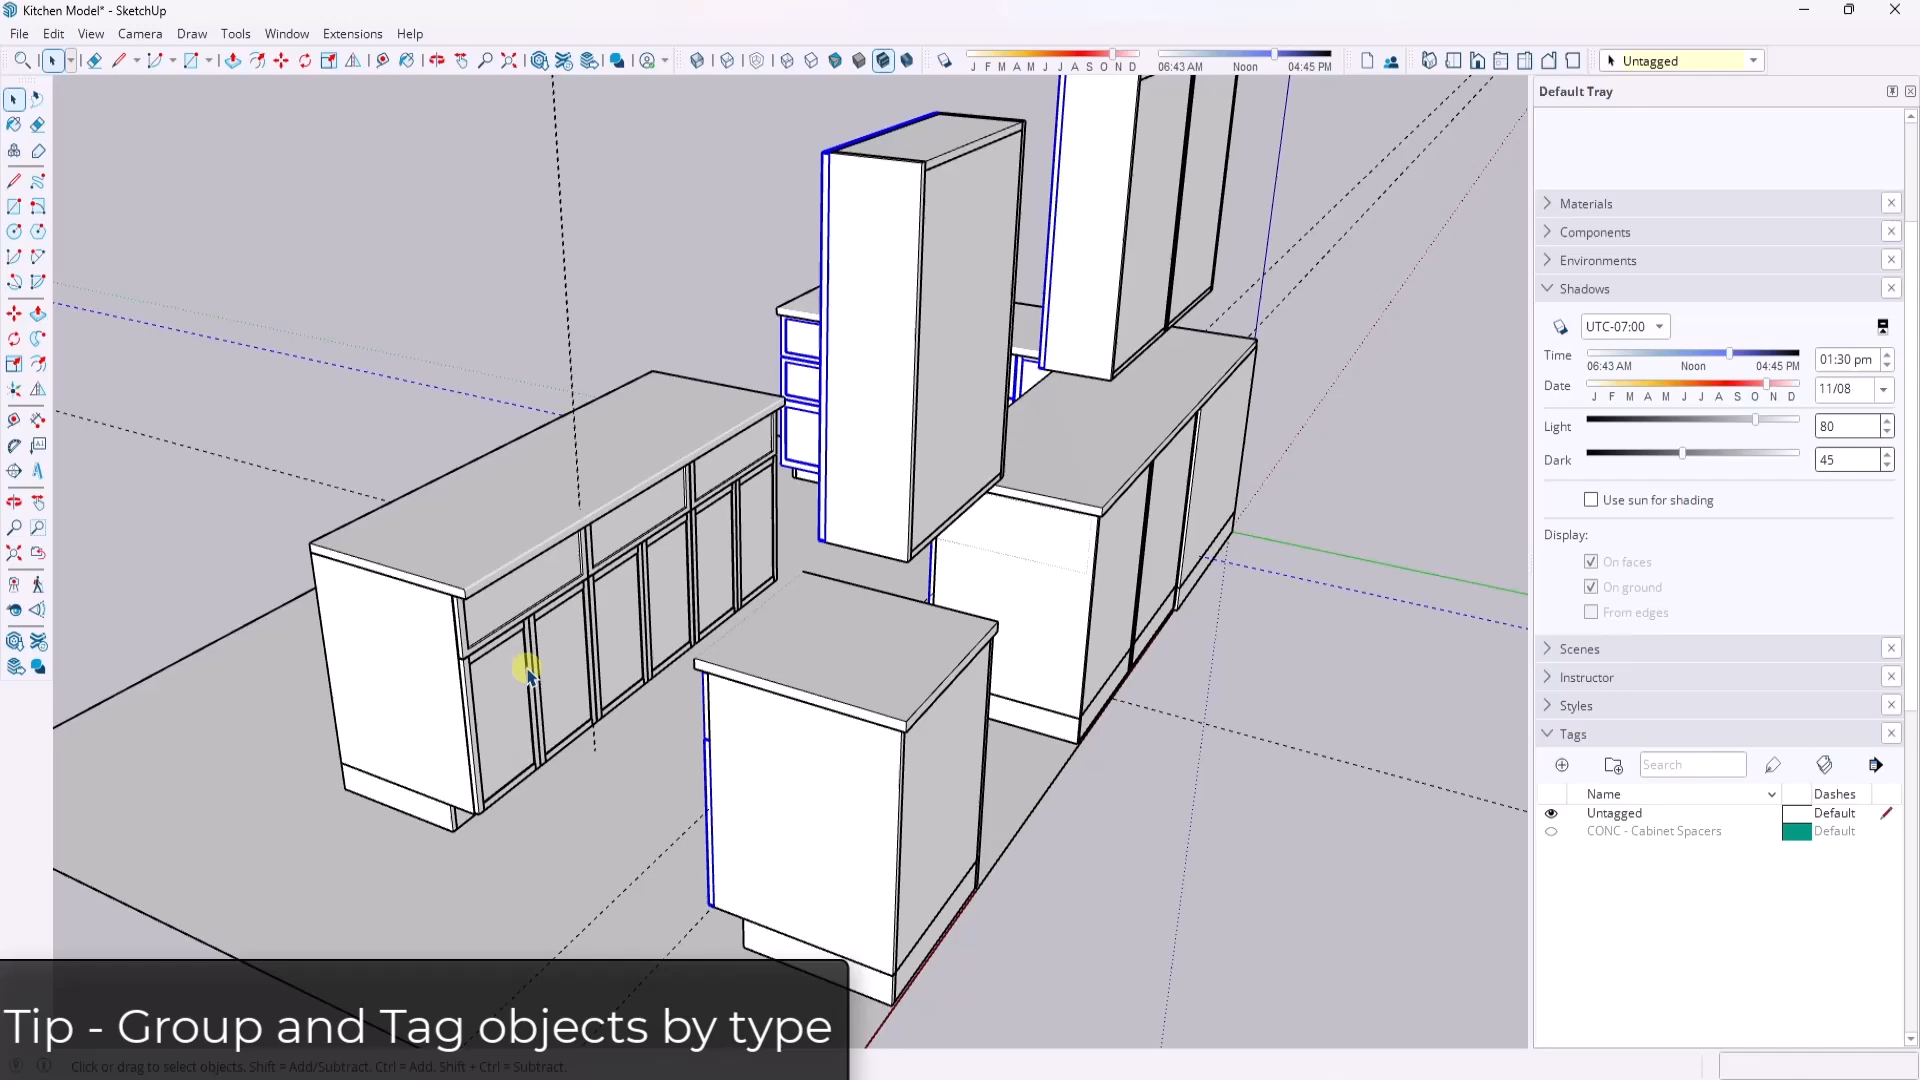 Kitchen Model* - SketchUp
File Edit View Camera Draw Tools Window Extensions Help
J F M A M J J A S O N D
06:43 AM Noon 04:45 PM
Untagged
Default Tray
Materials
Components
Environments
Shadows
UTC-07:00
Time
06:43 AM Noon 04:45 PM
01:30 pm
Date
J F M A M J J A S O N D
11/08
Light 80
Dark 45
Use sun for shading
Display:
On faces
On ground
From edges
Scenes
Instructor
Styles
Tags
Search
Name Dashes
Untagged Default
CONC - Cabinet Spacers Default
Tip - Group and Tag objects by type
Click or drag to select objects. Shift = Add/Subtract. Ctrl = Add. Shift + Ctrl = Subtract.